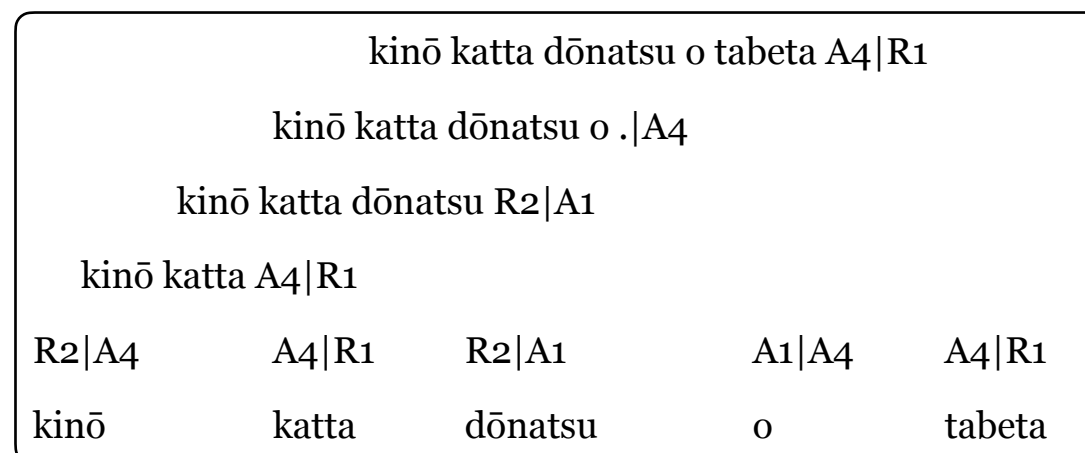 kinō katta dōnatsu o tabeta A4|R1
kinō katta dōnatsu o .|A4
kinō katta dōnatsu R2|A1
kinō katta A4|R1
R2|A4 A4|R1 R2|A1 A1|A4 A4|R1
kinō katta dōnatsu o tabeta